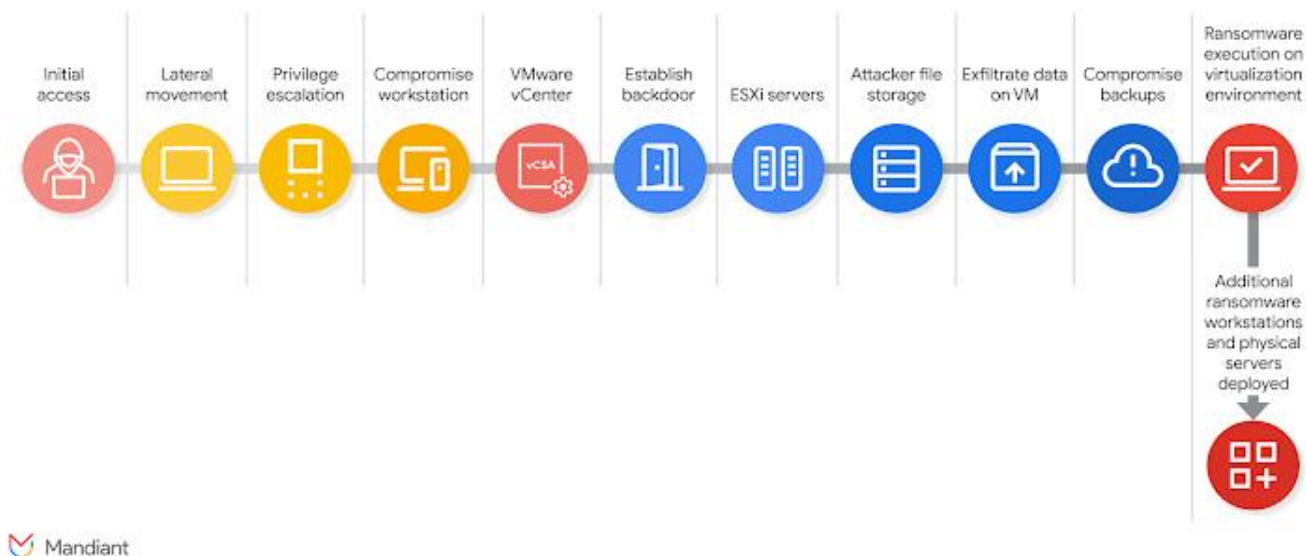 Initial
access
Lateral
movement
Privilege
escalation
Compromise
workstation
VMware
vCenter
Establish
backdoor
ESXi servers
Attacker file
storage
Exfiltrate data
on VM
Compromise
backups
Ransomware
execution on
virtualization
environment
vCSA
Additional
ransomware
workstations
and physical
servers
deployed
Mandiant